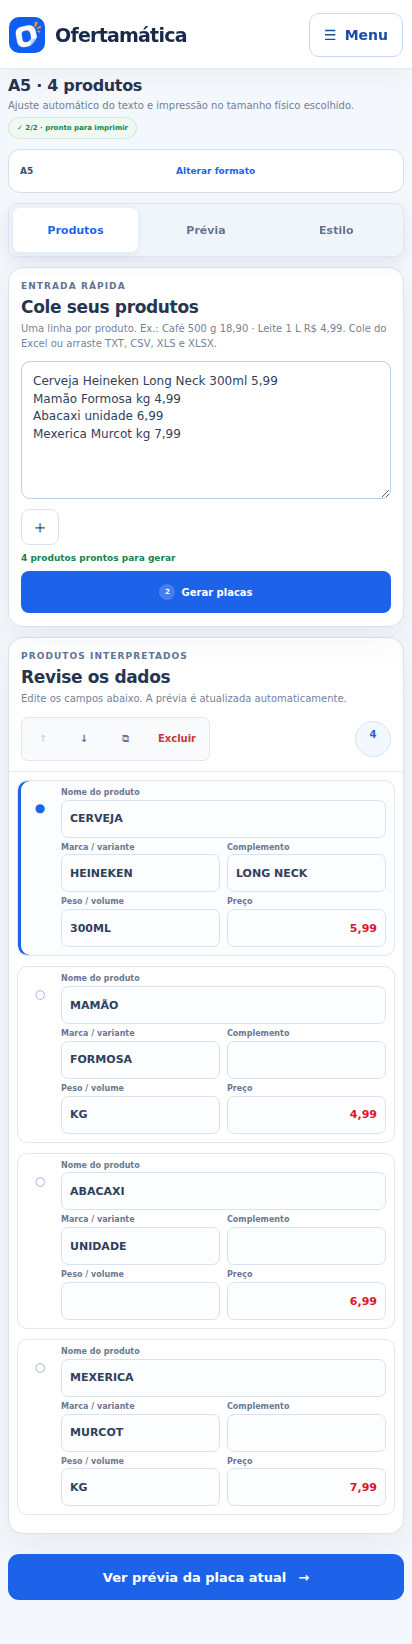 Ofertamática
☰ Menu
A5 · 4 produtos
Ajuste automático do texto e impressão no tamanho físico escolhido.
✓ 2/2 · pronto para imprimir
A5 Alterar formato
Produtos Prévia Estilo
ENTRADA RÁPIDA
Cole seus produtos
Uma linha por produto. Ex.: Café 500 g 18,90 · Leite 1 L R$ 4,99. Cole do
Excel ou arraste TXT, CSV, XLS e XLSX.
Cerveja Heineken Long Neck 300ml 5,99
Mamão Formosa kg 4,99
Abacaxi unidade 6,99
Mexerica Murcot kg 7,99
+
4 produtos prontos para gerar
2 Gerar placas
PRODUTOS INTERPRETADOS
Revise os dados
Edite os campos abaixo. A prévia é atualizada automaticamente.
↑ ↓ ⧉ Excluir 4
Nome do produto
CERVEJA
Marca / variante Complemento
HEINEKEN LONG NECK
Peso / volume Preço
300ML 5,99
Nome do produto
MAMÃO
Marca / variante Complemento
FORMOSA
Peso / volume Preço
KG 4,99
Nome do produto
ABACAXI
Marca / variante Complemento
UNIDADE
Peso / volume Preço
6,99
Nome do produto
MEXERICA
Marca / variante Complemento
MURCOT
Peso / volume Preço
KG 7,99
Ver prévia da placa atual →